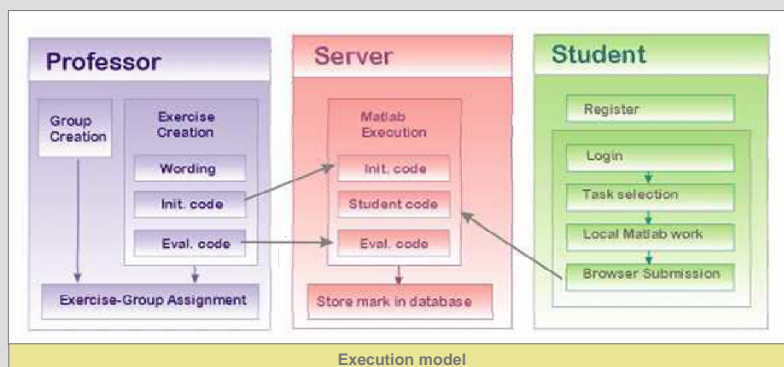 Professor
Group
Creation
Exercise
Creation
Wording
Init. code
Eval. code
Exercise-Group Assignment
Server
Matlab
Execution
Init. code
Student code
Eval. code
Store mark in database
Student
Register
Login
Task selection
Local Matlab work
Browser Submission
Execution model